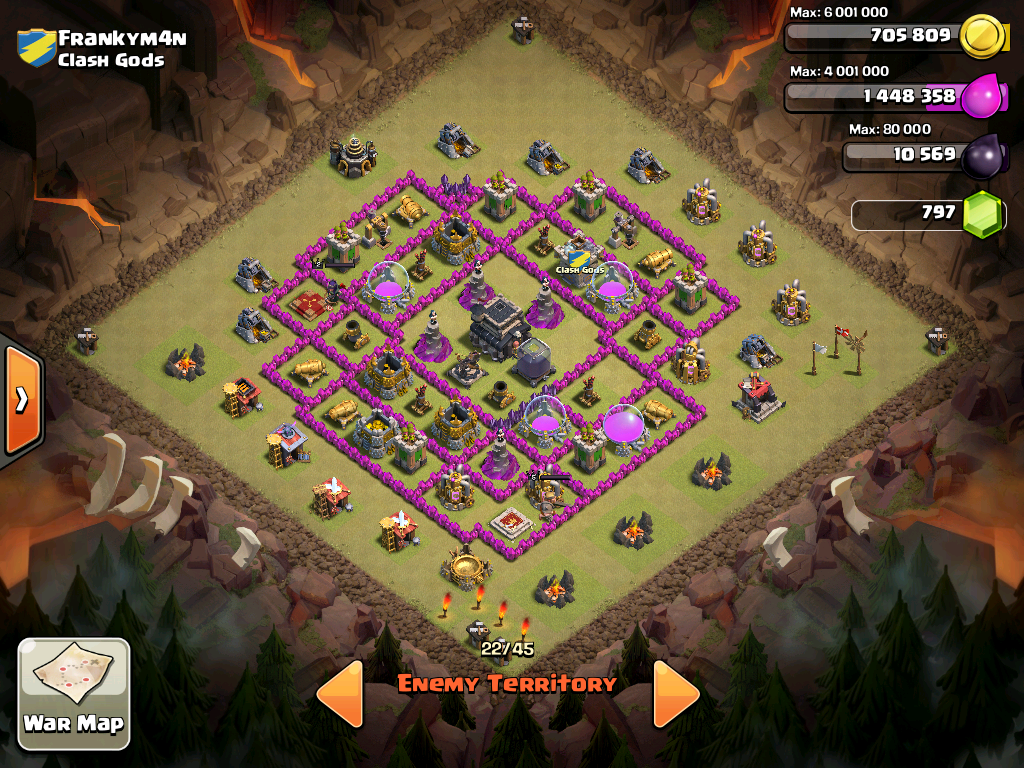 Frankym4n
Clash Gods
Max: 6 001 000
705 809
Max: 4 001 000
1 448 358
Max: 80 000
10 569
797
Clash Gods
22/45
Enemy Territory
War Map